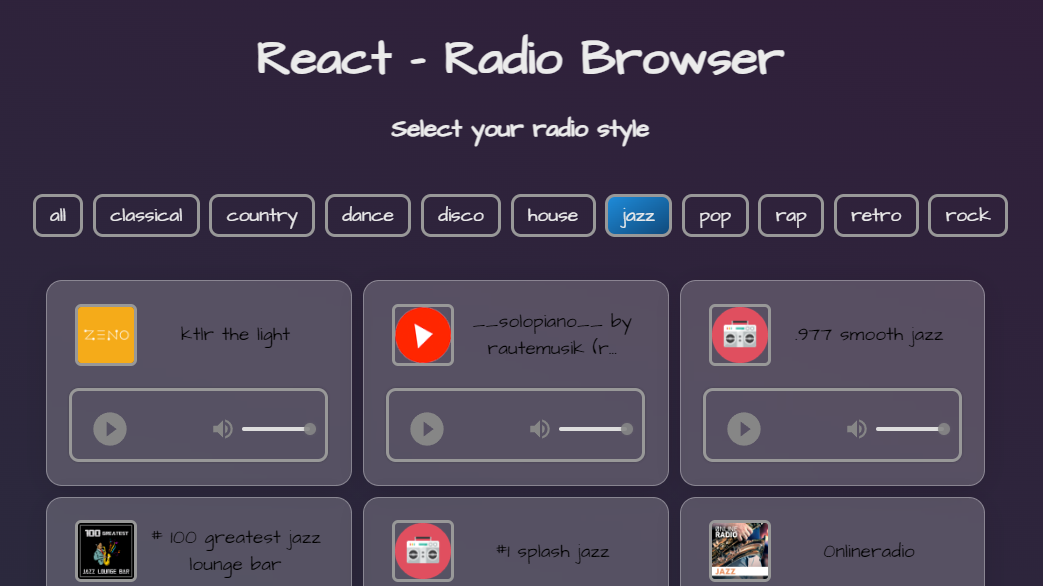 React - Radio Browser
Select your radio style
all classical country dance disco house jazz pop rap retro rock
ZENO
ktlr the light
__solopiano__ by
rautemusik (r...
.977 smooth jazz
100 GREATEST
JAZZ LOUNGE BAR
# 100 greatest jazz
lounge bar
#1 splash jazz
RADIO
JAZZ
0nlineradio